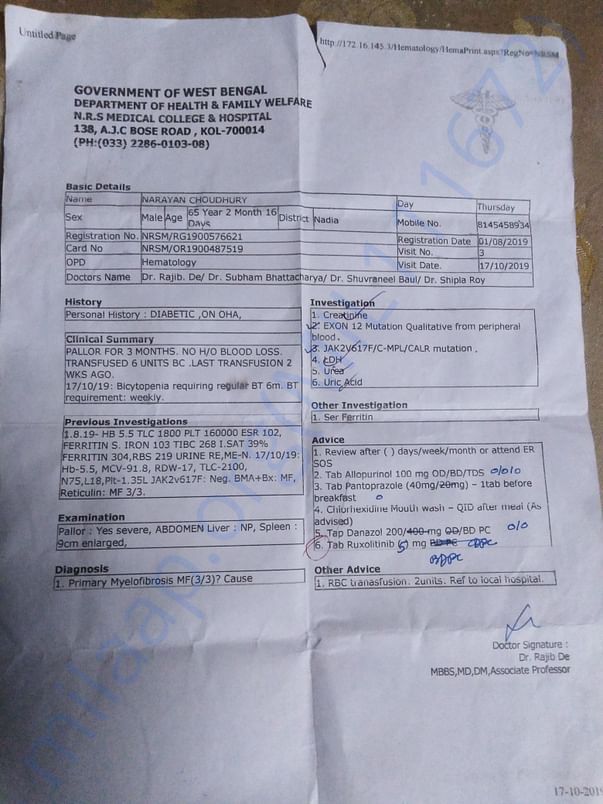 Untitled Page
http://172.16.145.3/Hematology/HemaPrint.aspx?RegNo=NRSM
GOVERNMENT OF WEST BENGAL
DEPARTMENT OF HEALTH & FAMILY WELFARE
N.R.S MEDICAL COLLEGE & HOSPITAL
138, A.J.C BOSE ROAD , KOL-700014
(PH:(033) 2286-0103-08)
Basic Details
Name NARAYAN CHOUDHURY Day Thursday
Sex Male Age 65 Year 2 Month 16 Days District Nadia Mobile No. 8145458934
Registration No. NRSM/RG1900576621 Registration Date 01/08/2019
Card No NRSM/OR1900487519 Visit No. 3
OPD Hematology Visit Date. 17/10/2019
Doctors Name Dr. Rajib. De/ Dr. Subham Bhattacharya/ Dr. Shuvraneel Baul/ Dr. Shipla Roy
History
Personal History : DIABETIC ,ON OHA,
Clinical Summary
PALLOR FOR 3 MONTHS. NO H/O BLOOD LOSS.
TRANSFUSED 6 UNITS BC .LAST TRANSFUSION 2
WKS AGO.
17/10/19: Bicytopenia requiring regular BT 6m. BT
requirement: weekly.
Previous Investigations
1.8.19- HB 5.5 TLC 1800 PLT 160000 ESR 102,
FERRITIN S. IRON 103 TIBC 268 I.SAT 39%
FERRITIN 304,RBS 219 URINE RE,ME-N. 17/10/19:
Hb-5.5, MCV-91.8, RDW-17, TLC-2100,
N75,L18,Plt-1.35L JAK2v617F: Neg. BMA+Bx: MF,
Reticulin: MF 3/3.
Examination
Pallor : Yes severe, ABDOMEN Liver : NP, Spleen :
9cm enlarged,
Diagnosis
1. Primary Myelofibrosis MF(3/3)? Cause
Investigation
1. Creatinine
2. EXON 12 Mutation Qualitative from peripheral
blood.
3. JAK2V617F/C-MPL/CALR mutation .
4. LDH
5. Urea
6. Uric Acid
Other Investigation
1. Ser Ferritin
Advice
1. Review after ( ) days/week/month or attend ER
SOS
2. Tab Allopurinol 100 mg OD/BD/TDS 0/0/0
3. Tab Pantoprazole (40mg/20mg) – 1tab before
breakfast 0
4. Chlorhexidine Mouth wash – QID after meal (As
advised)
5. Tap Danazol 200/400 mg OD/BD PC 0/0
6. Tab Ruxolitinib (5) mg BD PC
BDPC
Other Advice
1. RBC tranasfusion. 2units. Ref to local hospital.
Doctor Signature :
Dr. Rajib De
MBBS,MD,DM,Associate Professor
17-10-2019